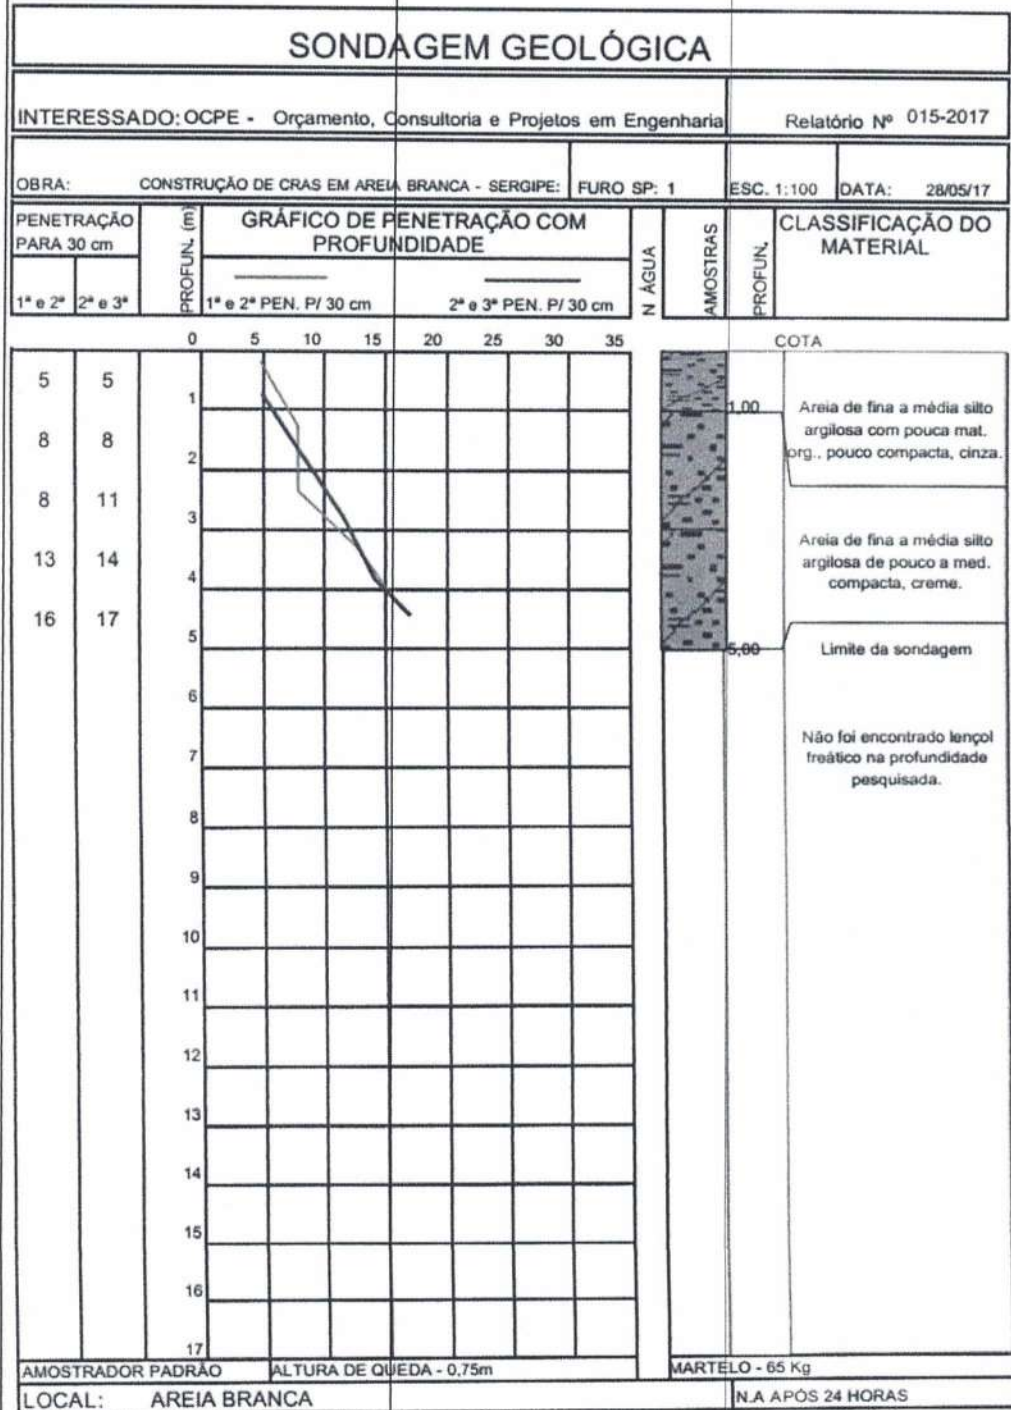 SONDAGEM GEOLÓGICA
INTERESSADO: OCPE - Orçamento, Consultoria e Projetos em Engenharia
Relatório Nº 015-2017
OBRA: CONSTRUÇÃO DE CRAS EM AREIA BRANCA - SERGIPE:
FURO SP: 1
ESC. 1:100
DATA: 28/05/17
PENETRAÇÃO
PARA 30 cm
1ª e 2ª
2ª e 3ª
PROFUN. (m)
GRÁFICO DE PENETRAÇÃO COM
PROFUNDIDADE
1ª e 2ª PEN. P/ 30 cm
2ª e 3ª PEN. P/ 30 cm
N ÁGUA
AMOSTRAS
PROFUN.
CLASSIFICAÇÃO DO
MATERIAL
0 5 10 15 20 25 30 35
COTA
5 5
8 8
8 11
13 14
16 17
1
2
3
4
5
6
7
8
9
10
11
12
13
14
15
16
17
1,00
5,00
Areia de fina a média silto
argilosa com pouca mat.
org., pouco compacta, cinza.
Areia de fina a média silto
argilosa de pouco a med.
compacta, creme.
Limite da sondagem
Não foi encontrado lençol
freático na profundidade
pesquisada.
AMOSTRADOR PADRÃO
ALTURA DE QUEDA - 0,75m
MARTELO - 65 Kg
LOCAL: AREIA BRANCA
N.A APÓS 24 HORAS